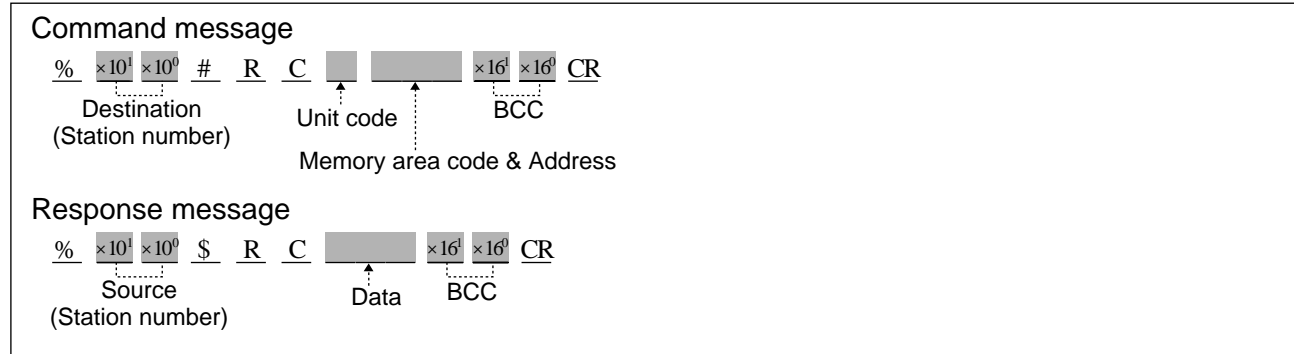 Command message
% ×10¹ ×10⁰ # R C ×16¹ ×16⁰ CR
Destination
(Station number)
Unit code
BCC
Memory area code & Address
Response message
% ×10¹ ×10⁰ $ R C ×16¹ ×16⁰ CR
Source
(Station number)
Data
BCC